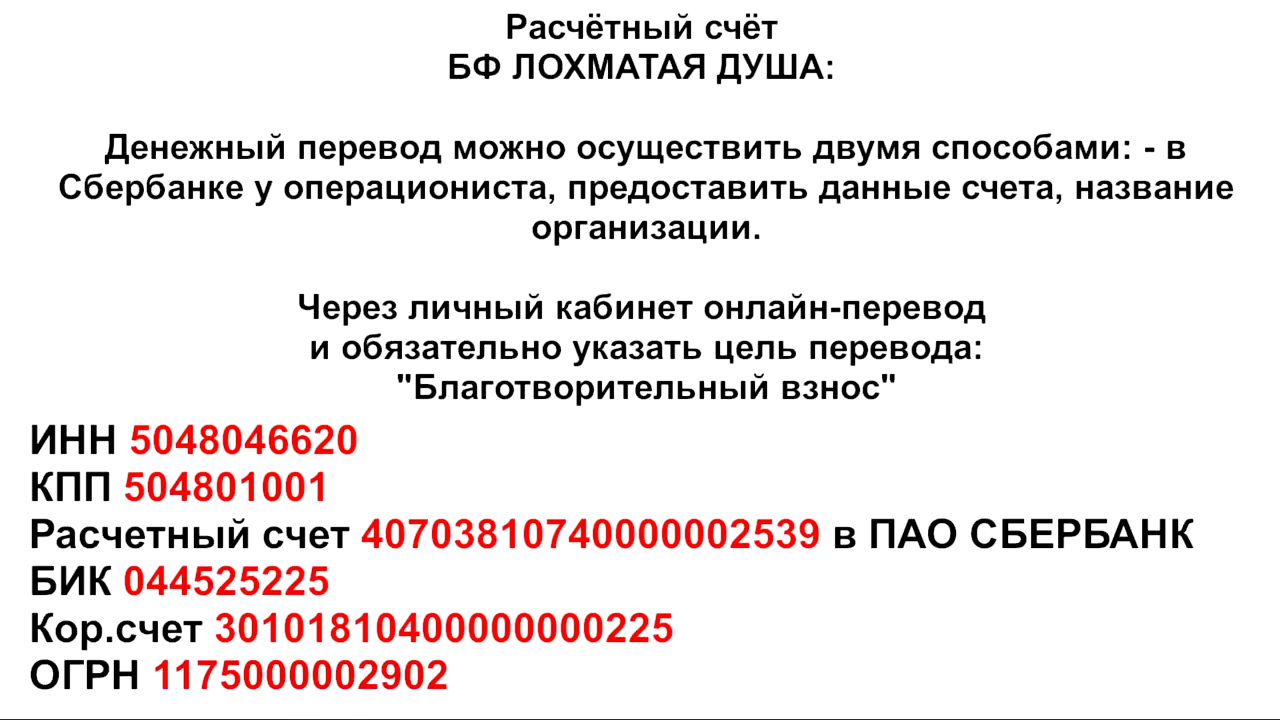 Расчётный счёт
БФ ЛОХМАТАЯ ДУША:
Денежный перевод можно осуществить двумя способами: - в
Сбербанке у операциониста, предоставить данные счета, название
организации.
Через личный кабинет онлайн-перевод
и обязательно указать цель перевода:
"Благотворительный взнос"
ИНН 5048046620
КПП 504801001
Расчетный счет 40703810740000002539 в ПАО СБЕРБАНК
БИК 044525225
Кор.счет 30101810400000000225
ОГРН 1175000002902